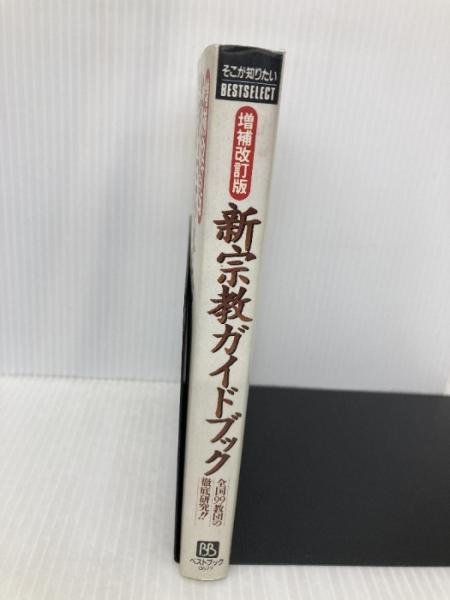 そこが知りたい
BESTSELECT
増補改訂版
新宗教ガイドブック
全国99教団の
徹底研究!!
BB
ベストブック
0577